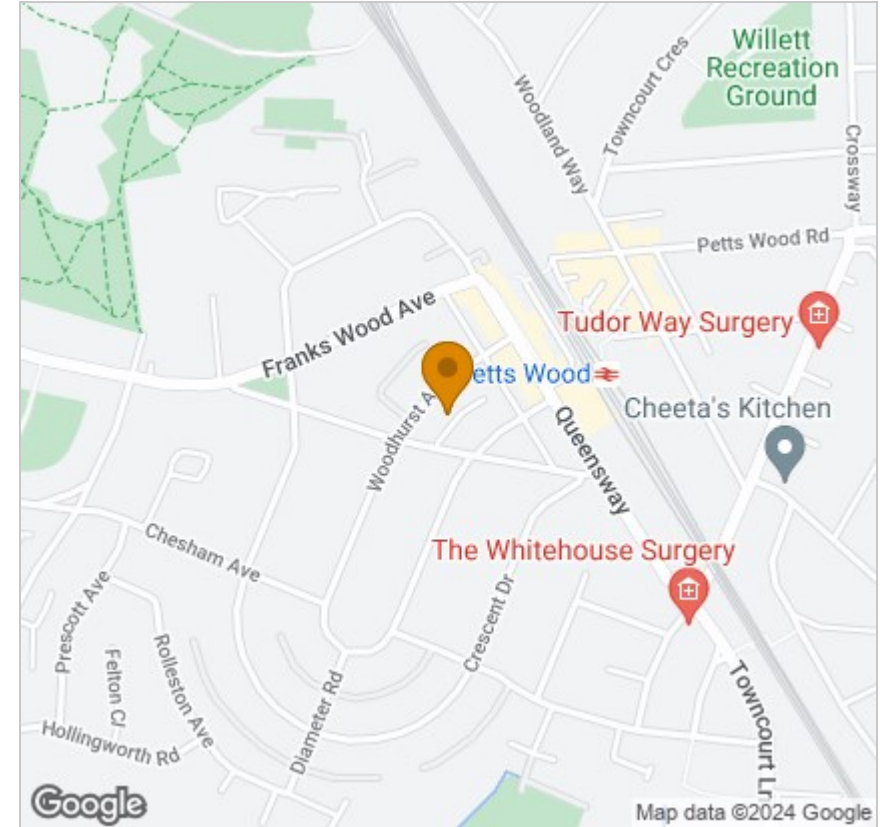 Willett
Recreation
Ground
Towncourt Cres
Woodland Way
Crossway
Petts Wood Rd
Franks Wood Ave
Tudor Way Surgery
etts Wood
Cheeta's Kitchen
Woodhurst A
Queensway
Chesham Ave
The Whitehouse Surgery
Prescott Ave
Crescent Dr
Felton Cl
Rolleston Ave
Diameter Rd
Towncourt Ln
Hollingworth Rd
Google
Map data ©2024 Google